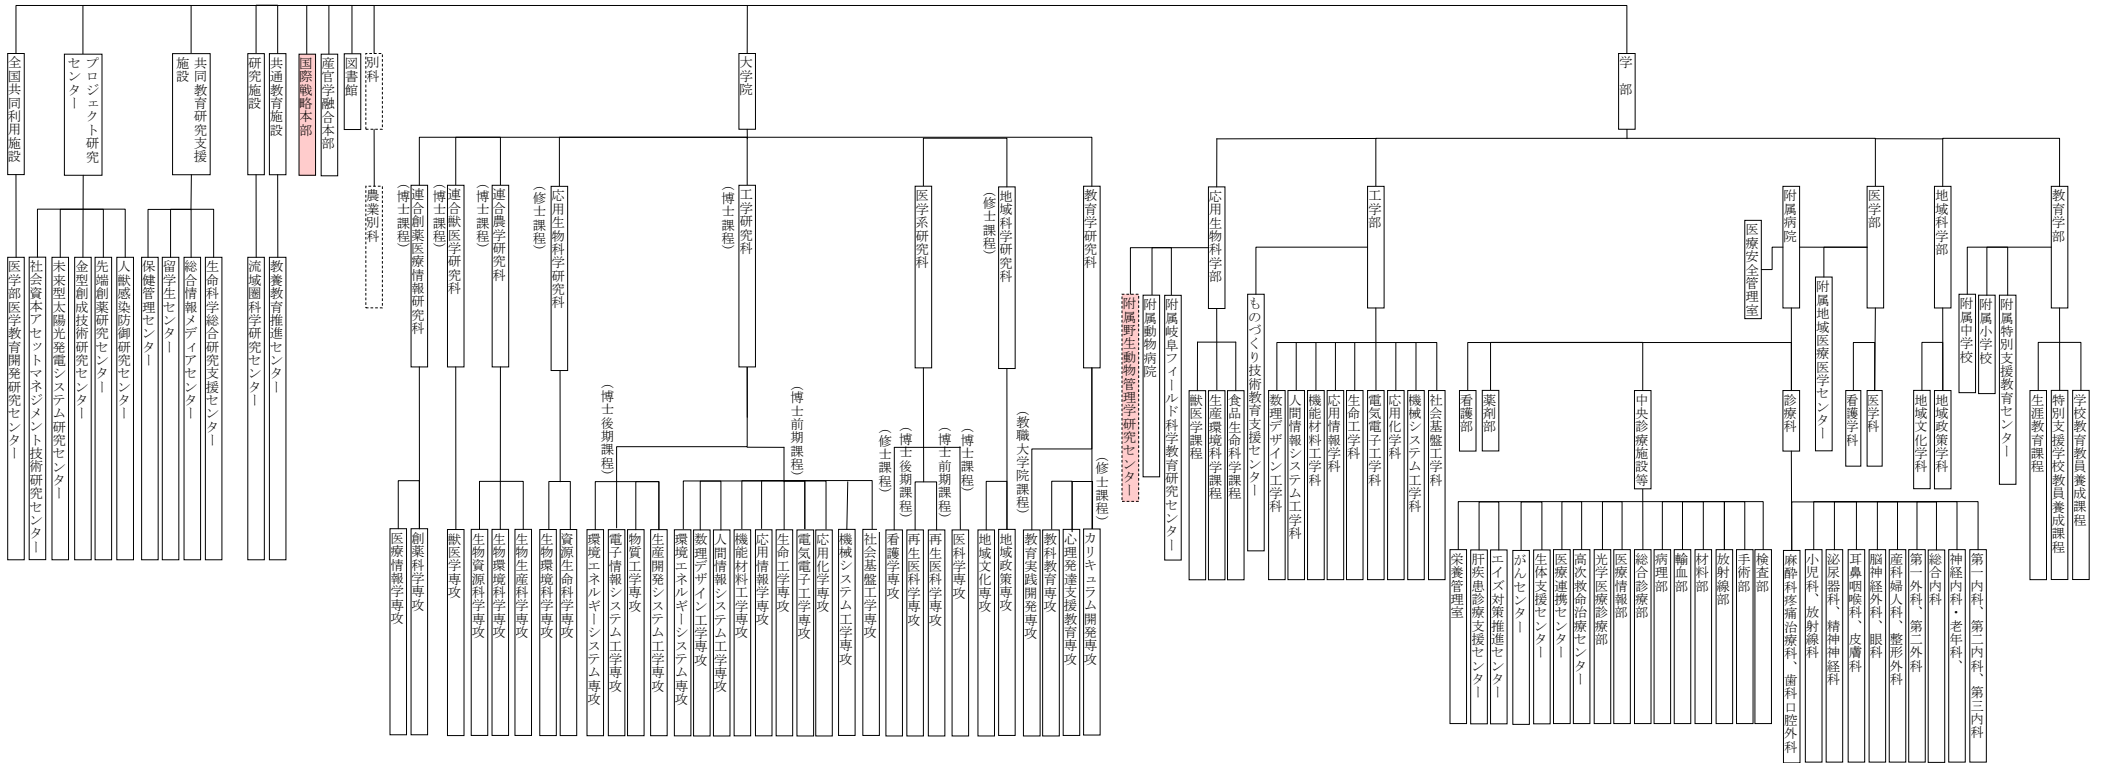 学　部
大学院
別科
図書館
産官学融合本部
国際戦略本部
共通教育施設
研究施設
共同教育研究支援
施設
プロジェクト研究
センター
全国共同利用施設
教育学部
地域科学部
医学部
附属病院
医療安全管理室
工学部
応用生物科学部
教育学研究科
地域科学研究科
（修士課程）
医学系研究科
工学研究科
（博士課程）
応用生物科学研究科
（修士課程）
連合農学研究科
（博士課程）
連合獣医学研究科
（博士課程）
連合創薬医療情報研究科
（博士課程）
農業別科
附属特別支援教育センター
附属小学校
附属中学校
附属地域医療医学センター
ものづくり技術教育支援センター
附属岐阜フィールド科学教育研究センター
附属動物病院
附属野生動物管理学研究センター
教養教育推進センター
流域圏科学研究センター
生命科学総合研究支援センター
総合情報メディアセンター
留学生センター
保健管理センター
人獣感染防御研究センター
先端創薬研究センター
金型創成技術研究センター
未来型太陽光発電システム研究センター
社会資本アセットマネジメント技術研究センター
医学部医学教育開発研究センター
学校教育教員養成課程
特別支援学校教員養成課程
生涯教育課程
地域政策学科
地域文化学科
医学科
看護学科
診療科
中央診療施設等
薬剤部
看護部
社会基盤工学科
機械システム工学科
応用化学科
電気電子工学科
生命工学科
応用情報学科
機能材料工学科
人間情報システム工学科
数理デザイン工学科
食品生命科学課程
生産環境科学課程
獣医学課程
（修士課程）
（教職大学院課程）
（博士課程）
（博士前期課程）
（博士後期課程）
（修士課程）
（博士前期課程）
（博士後期課程）
第一内科、第二内科、第三内科
神経内科・老年科、
総合内科
第一外科、第二外科
産科婦人科、整形外科
脳神経外科、眼科
耳鼻咽喉科、皮膚科
泌尿器科、精神神経科
小児科、放射線科
麻酔科疼痛治療科、歯科口腔外科
検査部
手術部
放射線部
材料部
輸血部
病理部
総合診療部
医療情報部
光学医療診療部
高次救命治療センター
医療連携センター
生体支援センター
がんセンター
エイズ対策推進センター
肝疾患診療支援センター
栄養管理室
カリキュラム開発専攻
心理発達支援教育専攻
教科教育専攻
教育実践開発専攻
地域政策専攻
地域文化専攻
医科学専攻
再生医科学専攻
再生医科学専攻
看護学専攻
社会基盤工学専攻
機械システム工学専攻
応用化学専攻
電気電子工学専攻
生命工学専攻
応用情報学専攻
機能材料工学専攻
人間情報システム工学専攻
数理デザイン工学専攻
環境エネルギーシステム専攻
生産開発システム工学専攻
物質工学専攻
電子情報システム工学専攻
環境エネルギーシステム専攻
資源生命科学専攻
生物環境科学専攻
生物生産科学専攻
生物環境科学専攻
生物資源科学専攻
獣医学専攻
創薬科学専攻
医療情報学専攻